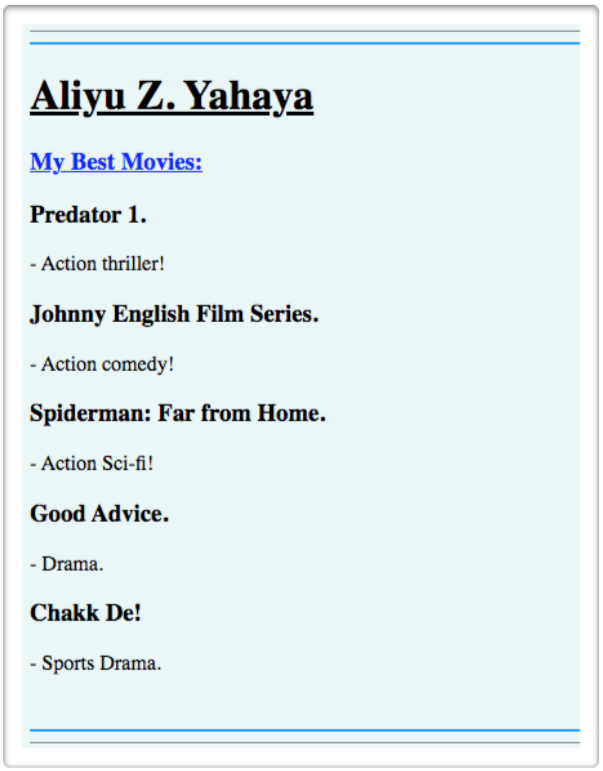 Aliyu Z. Yahaya
My Best Movies:
Predator 1.
- Action thriller!
Johnny English Film Series.
- Action comedy!
Spiderman: Far from Home.
- Action Sci-fi!
Good Advice.
- Drama.
Chakk De!
- Sports Drama.